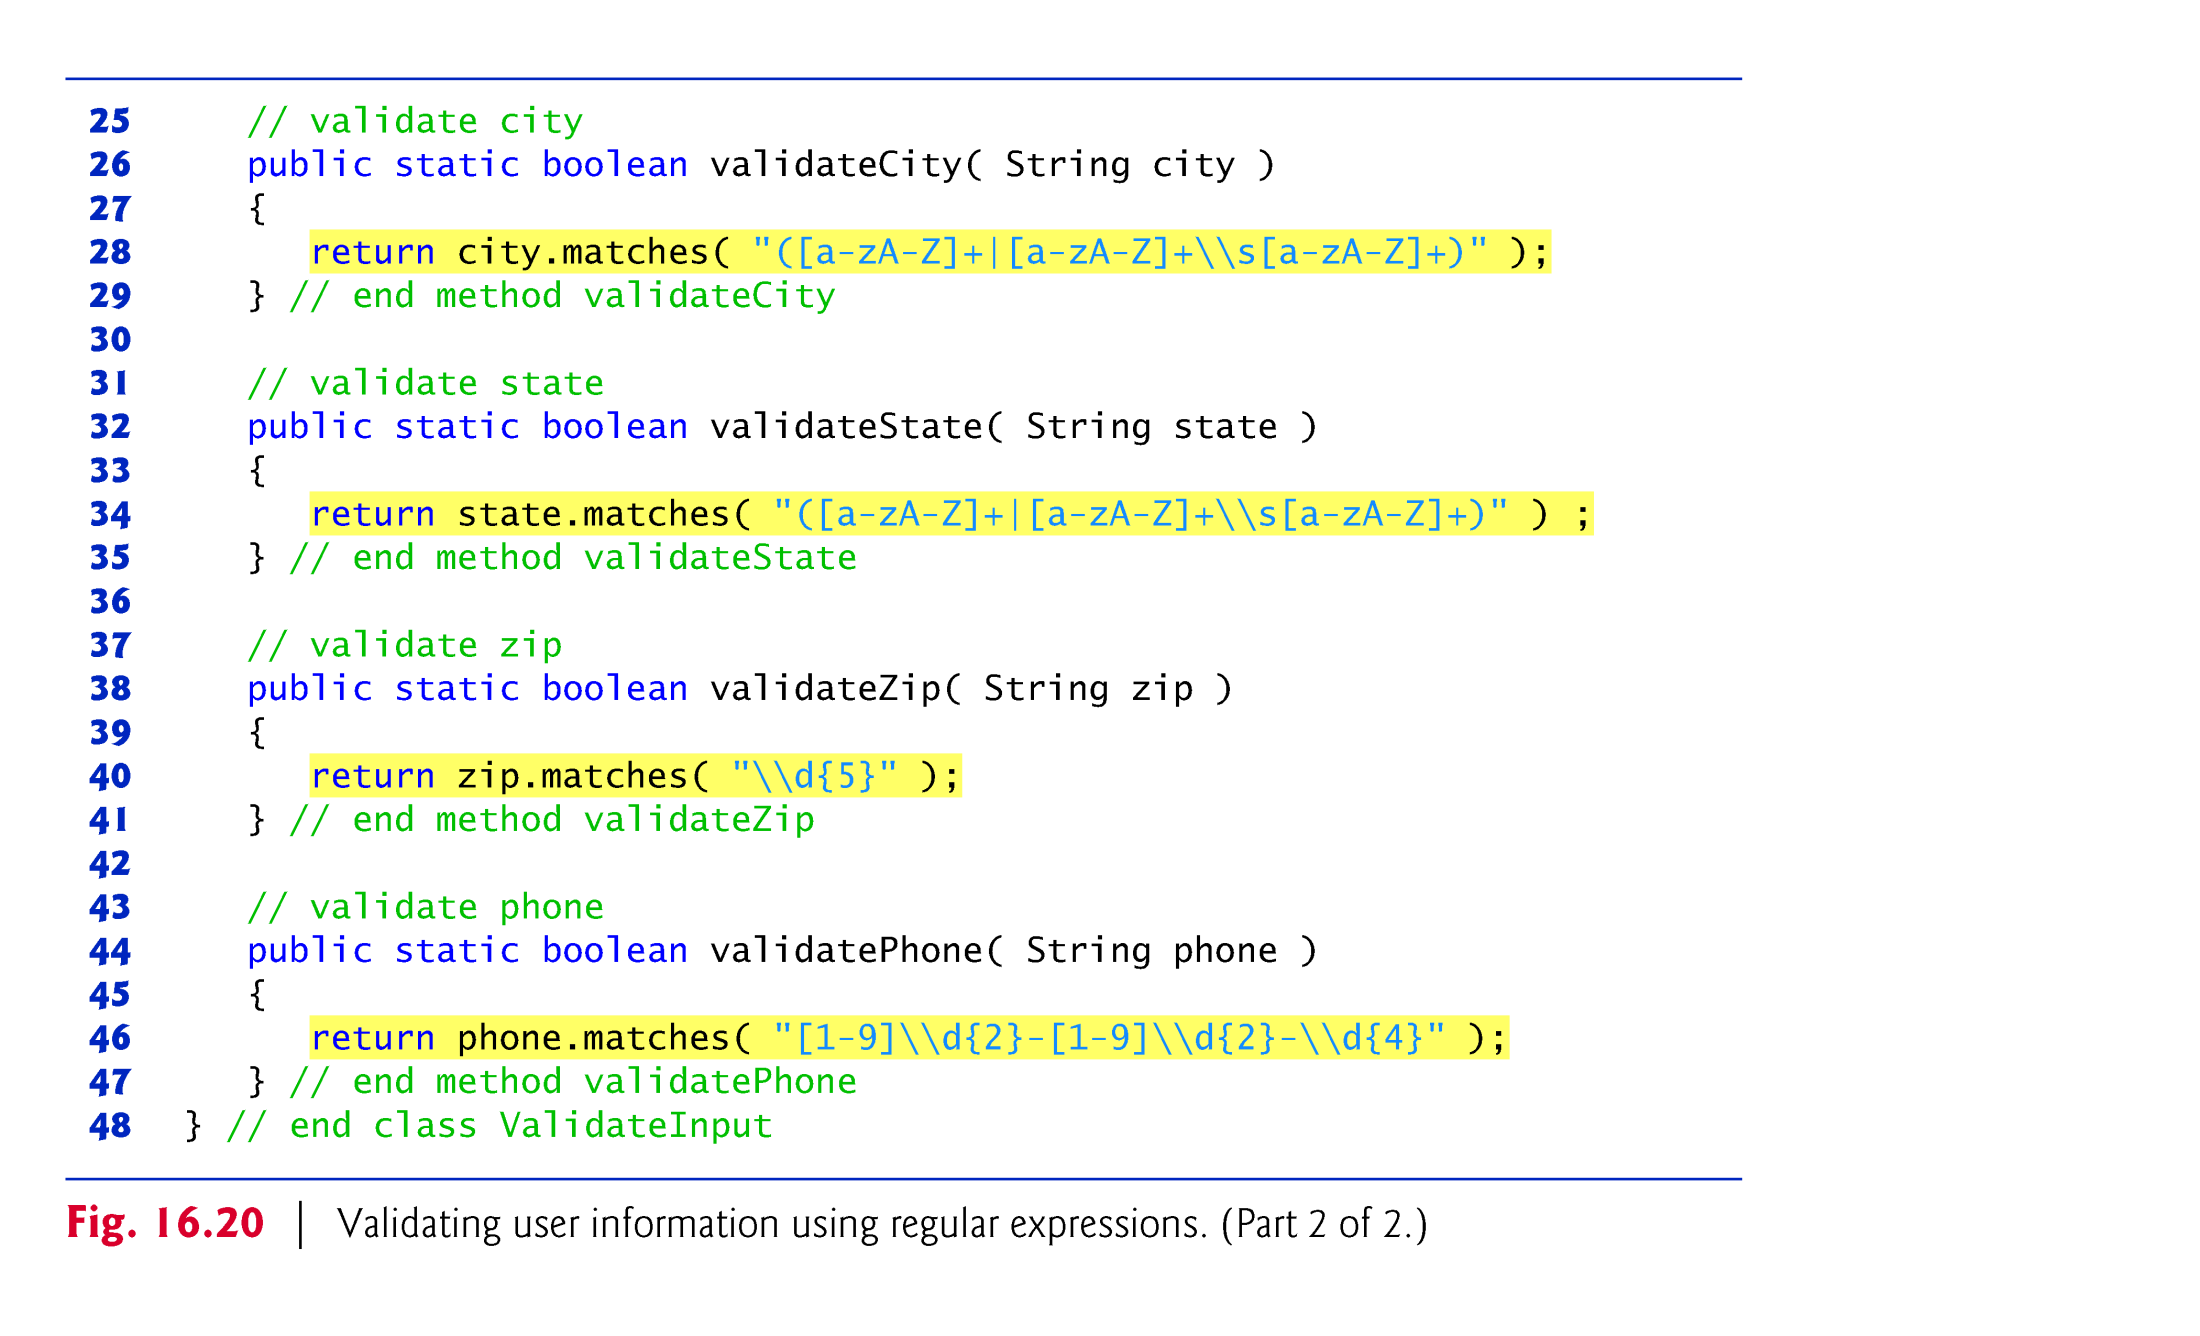 25 // validate city
26 public static boolean validateCity( String city )
27 {
28 return city.matches( "([a-zA-Z]+|[a-zA-Z]+\\s[a-zA-Z]+)" );
29 } // end method validateCity
30
31 // validate state
32 public static boolean validateState( String state )
33 {
34 return state.matches( "([a-zA-Z]+|[a-zA-Z]+\\s[a-zA-Z]+)" ) ;
35 } // end method validateState
36
37 // validate zip
38 public static boolean validateZip( String zip )
39 {
40 return zip.matches( "\\d{5}" );
41 } // end method validateZip
42
43 // validate phone
44 public static boolean validatePhone( String phone )
45 {
46 return phone.matches( "[1-9]\\d{2}-[1-9]\\d{2}-\\d{4}" );
47 } // end method validatePhone
48 } // end class ValidateInput
Fig. 16.20 | Validating user information using regular expressions. (Part 2 of 2.)